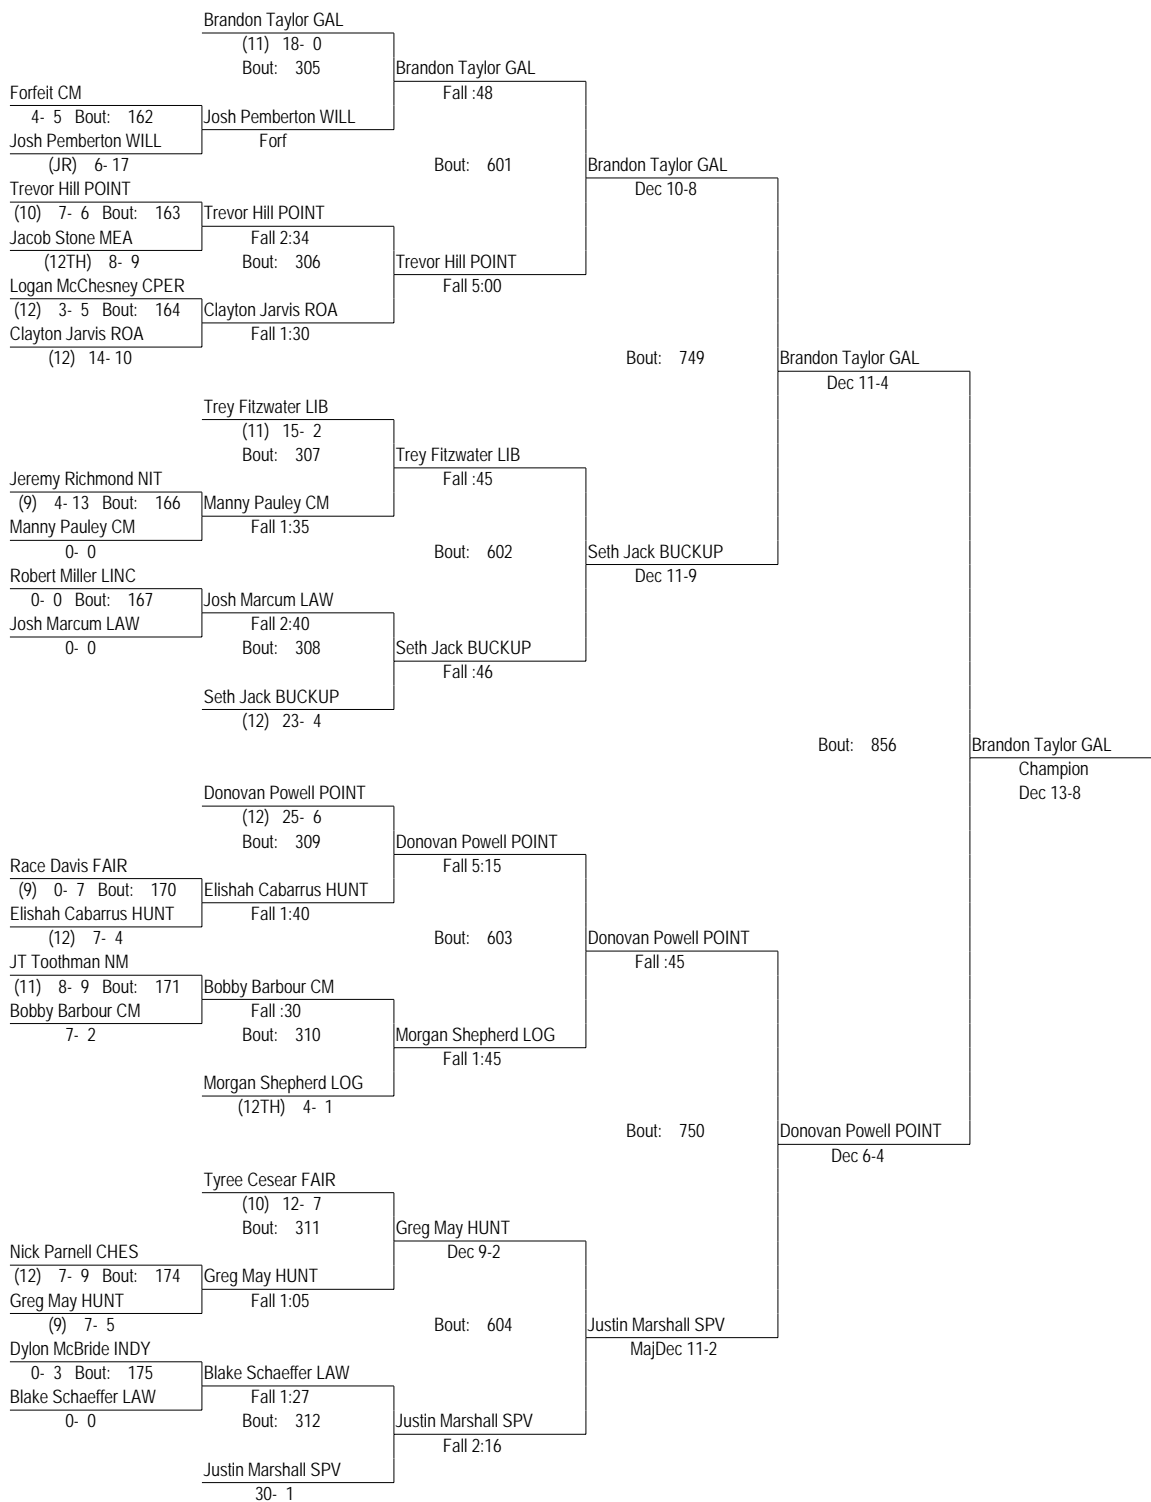 Brandon Taylor GAL
(11) 18- 0
Bout: 305
Brandon Taylor GAL
Fall :48
Forfeit CM
4- 5 Bout: 162
Josh Pemberton WILL
Forf
Josh Pemberton WILL
(JR) 6- 17
Bout: 601
Brandon Taylor GAL
Dec 10-8
Trevor Hill POINT
(10) 7- 6 Bout: 163
Trevor Hill POINT
Fall 2:34
Jacob Stone MEA
(12TH) 8- 9
Bout: 306
Trevor Hill POINT
Fall 5:00
Logan McChesney CPER
(12) 3- 5 Bout: 164
Clayton Jarvis ROA
Fall 1:30
Clayton Jarvis ROA
(12) 14- 10
Bout: 749
Brandon Taylor GAL
Dec 11-4
Trey Fitzwater LIB
(11) 15- 2
Bout: 307
Trey Fitzwater LIB
Fall :45
Jeremy Richmond NIT
(9) 4- 13 Bout: 166
Manny Pauley CM
Fall 1:35
Manny Pauley CM
0- 0
Bout: 602
Seth Jack BUCKUP
Dec 11-9
Robert Miller LINC
0- 0 Bout: 167
Josh Marcum LAW
Fall 2:40
Josh Marcum LAW
0- 0
Bout: 308
Seth Jack BUCKUP
Fall :46
Seth Jack BUCKUP
(12) 23- 4
Bout: 856
Brandon Taylor GAL
Champion
Dec 13-8
Donovan Powell POINT
(12) 25- 6
Bout: 309
Donovan Powell POINT
Fall 5:15
Race Davis FAIR
(9) 0- 7 Bout: 170
Elishah Cabarrus HUNT
Fall 1:40
Elishah Cabarrus HUNT
(12) 7- 4
Bout: 603
Donovan Powell POINT
Fall :45
JT Toothman NM
(11) 8- 9 Bout: 171
Bobby Barbour CM
Fall :30
Bobby Barbour CM
7- 2
Bout: 310
Morgan Shepherd LOG
Fall 1:45
Morgan Shepherd LOG
(12TH) 4- 1
Bout: 750
Donovan Powell POINT
Dec 6-4
Tyree Cesear FAIR
(10) 12- 7
Bout: 311
Greg May HUNT
Dec 9-2
Nick Parnell CHES
(12) 7- 9 Bout: 174
Greg May HUNT
Fall 1:05
Greg May HUNT
(9) 7- 5
Bout: 604
Justin Marshall SPV
MajDec 11-2
Dylon McBride INDY
0- 3 Bout: 175
Blake Schaeffer LAW
Fall 1:27
Blake Schaeffer LAW
0- 0
Bout: 312
Justin Marshall SPV
Fall 2:16
Justin Marshall SPV
30- 1